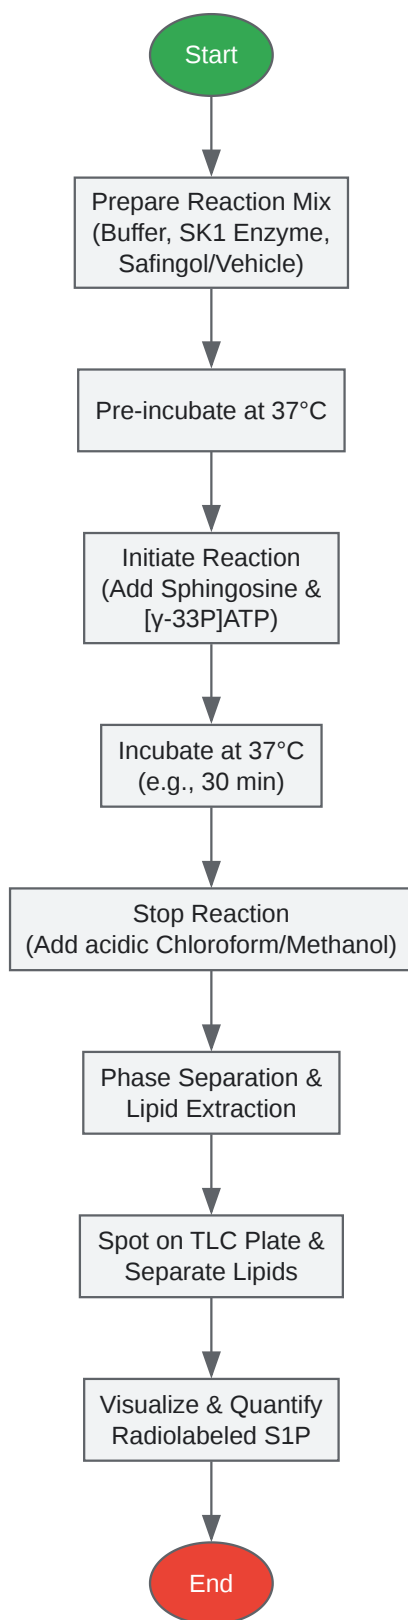 Start
Prepare Reaction Mix
(Buffer, SK1 Enzyme,
Safingol/Vehicle)
Pre-incubate at 37°C
Initiate Reaction
(Add Sphingosine &
[γ-33P]ATP)
Incubate at 37°C
(e.g., 30 min)
Stop Reaction
(Add acidic Chloroform/Methanol)
Phase Separation &
Lipid Extraction
Spot on TLC Plate &
Separate Lipids
Visualize & Quantify
Radiolabeled S1P
End